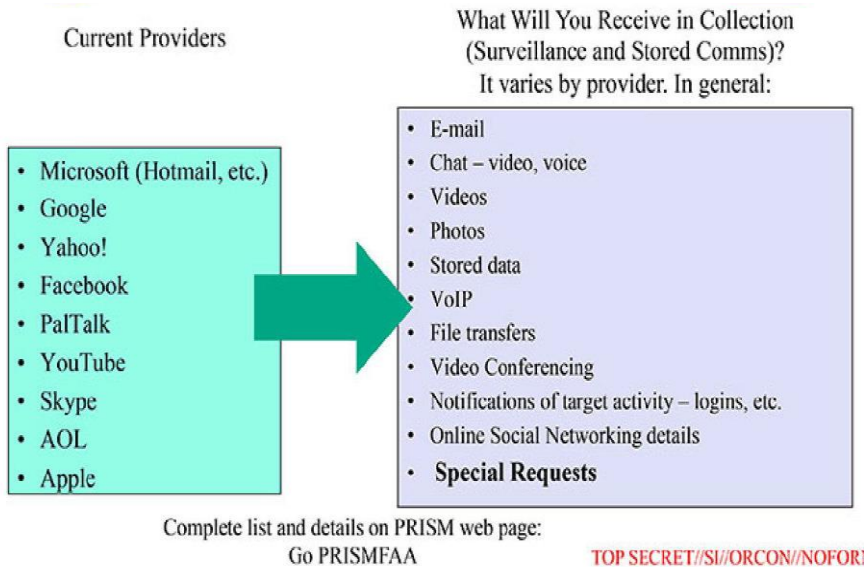 Current Providers
What Will You Receive in Collection
(Surveillance and Stored Comms)?
It varies by provider. In general:
• Microsoft (Hotmail, etc.)
• Google
• Yahoo!
• Facebook
• PalTalk
• YouTube
• Skype
• AOL
• Apple
• E-mail
• Chat – video, voice
• Videos
• Photos
• Stored data
• VoIP
• File transfers
• Video Conferencing
• Notifications of target activity – logins, etc.
• Online Social Networking details
• Special Requests
Complete list and details on PRISM web page:
Go PRISMFAA
TOP SECRET//SI//ORCON//NOFORN